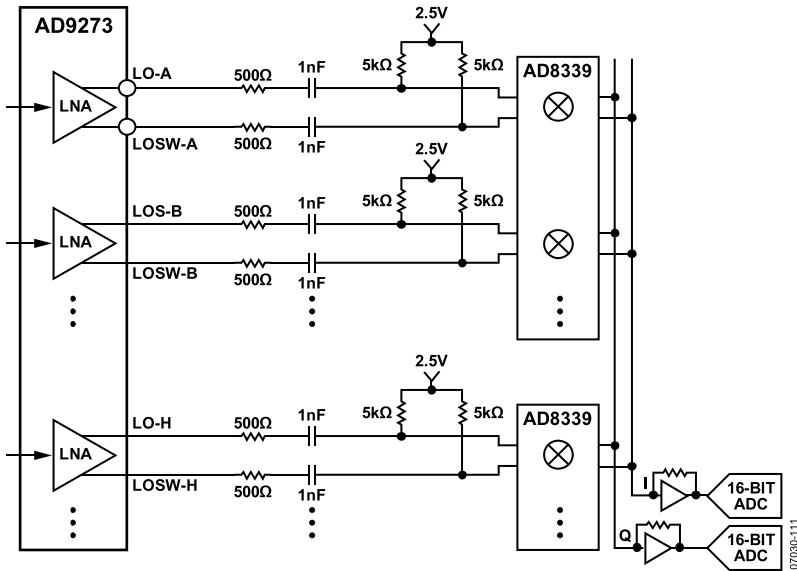 AD9273
2.5V
LO-A
500Ω
1nF
5kΩ
5kΩ
AD8339
LNA
LOSW-A
500Ω
1nF
2.5V
LOS-B
500Ω
1nF
5kΩ
5kΩ
LNA
LOSW-B
500Ω
1nF
2.5V
LO-H
500Ω
1nF
5kΩ
5kΩ
AD8339
LNA
LOSW-H
500Ω
1nF
I
16-BIT
ADC
Q
16-BIT
ADC
07030-111